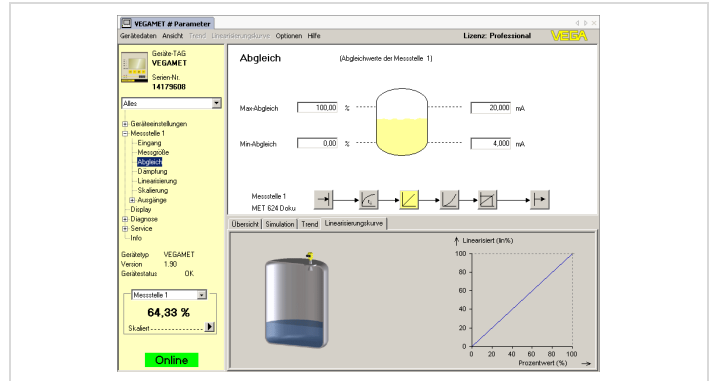 VEGAMET # Parameter
Gerätedaten Ansicht Trend Linearisierungskurve Optionen Hilfe
Lizenz: Professional
VEGA
Geräte-TAG
VEGAMET
Serien-Nr.
14179608
Alles
Geräteeinstellungen
Messstelle 1
Eingang
Messgröße
Abgleich
Dämpfung
Linearisierung
Skalierung
Ausgänge
Display
Diagnose
Service
Info
Gerätetyp VEGAMET
Version 1.90
Gerätestatus OK
Messstelle 1
64,33 %
Skaliert
Online
Abgleich
(Abgleichwerte der Messstelle 1)
Max-Abgleich 100,00 % 20,000 mA
Min-Abgleich 0,00 % 4,000 mA
Messstelle 1
MET 624 Doku
Übersicht Simulation Trend Linearisierungskurve
Linearisiert (lin%)
100
80
60
40
20
0
0 20 40 60 80 100
Prozentwert (%)